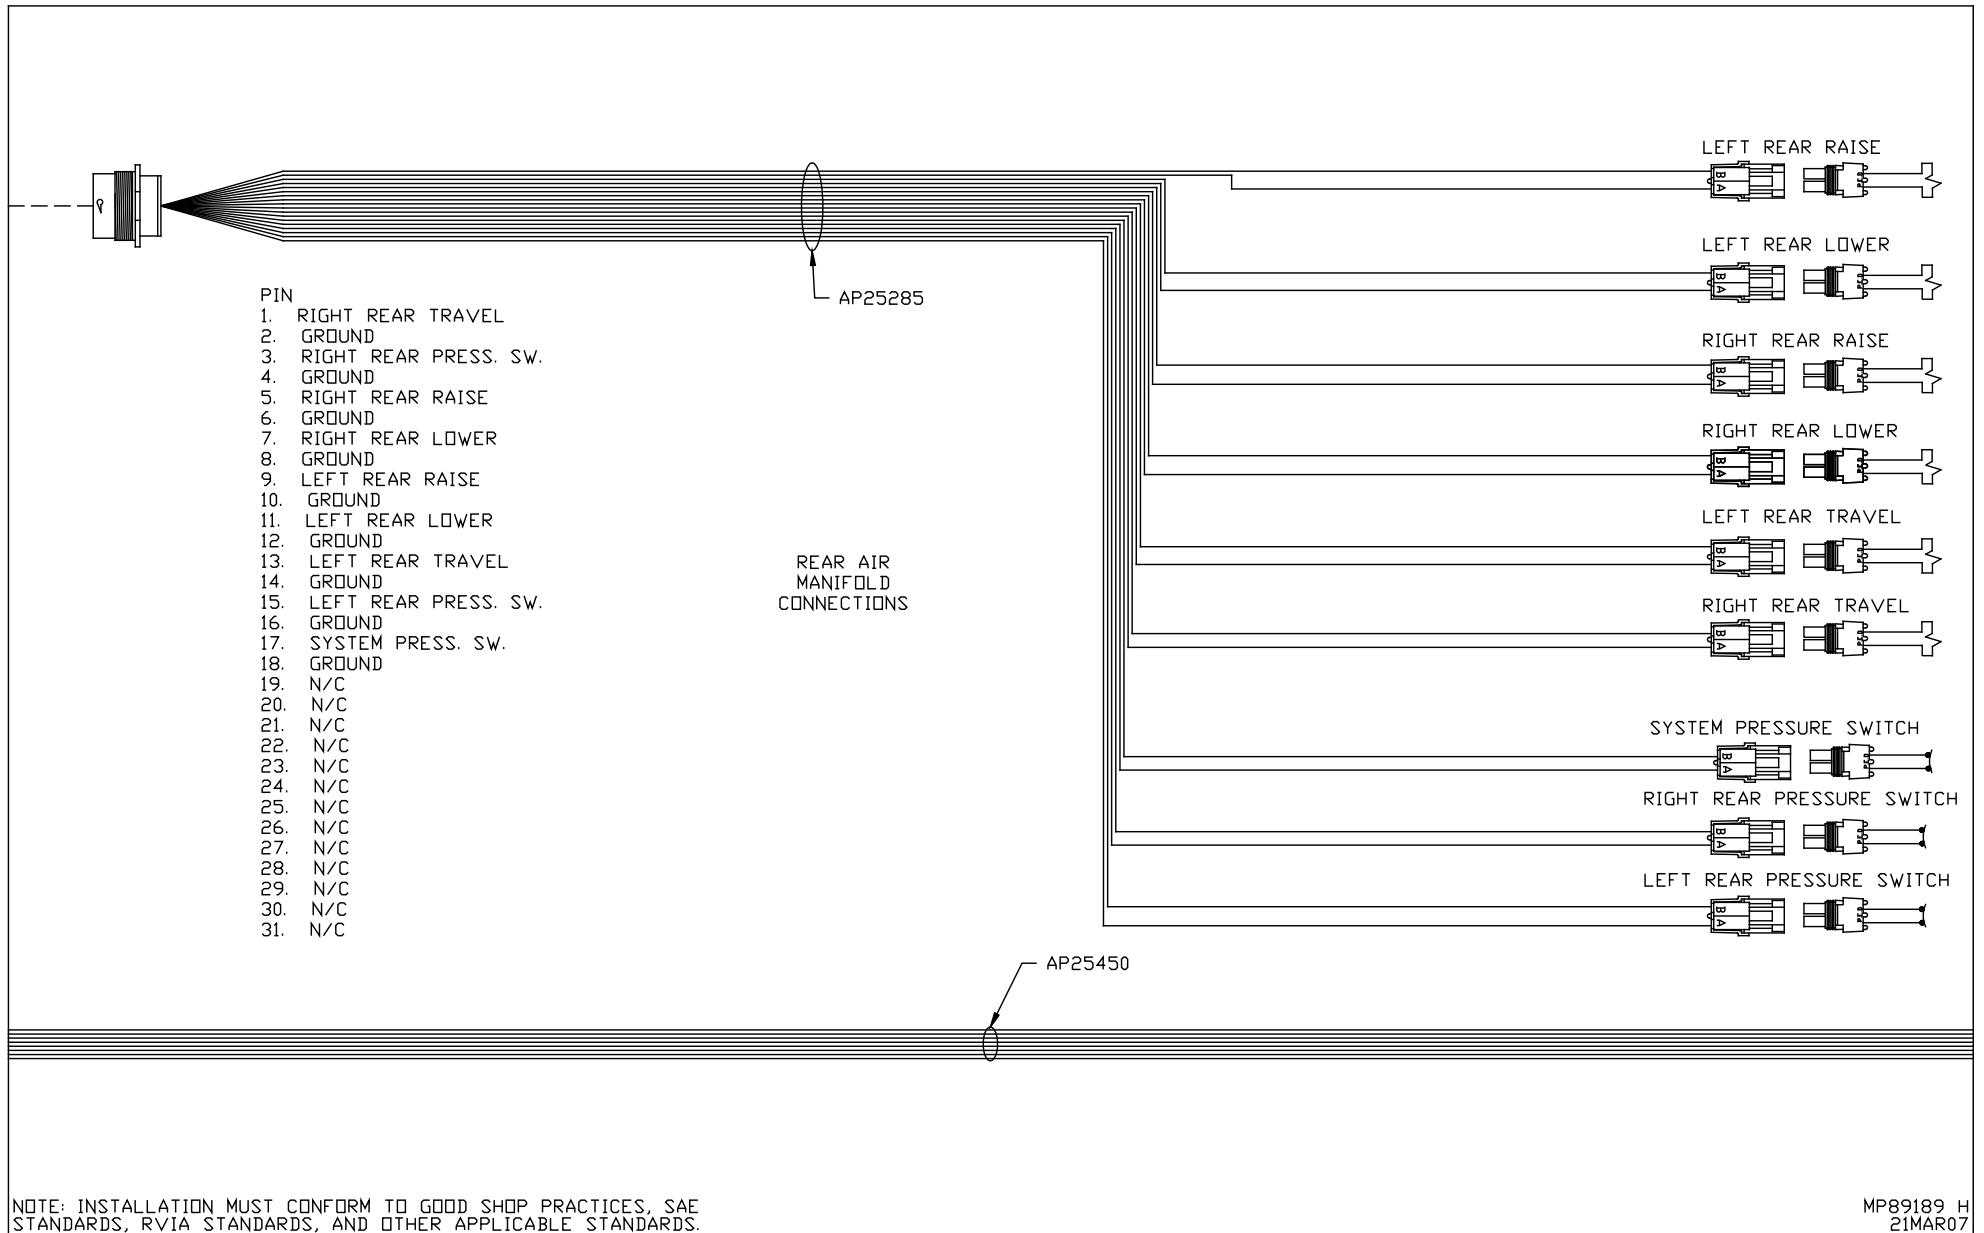 LEFT REAR RAISE
B
A
LEFT REAR LOWER
B
A
AP25285
PIN
1. RIGHT REAR TRAVEL
2. GROUND
3. RIGHT REAR PRESS. SW.
4. GROUND
5. RIGHT REAR RAISE
6. GROUND
7. RIGHT REAR LOWER
8. GROUND
9. LEFT REAR RAISE
10. GROUND
11. LEFT REAR LOWER
12. GROUND
13. LEFT REAR TRAVEL
14. GROUND
15. LEFT REAR PRESS. SW.
16. GROUND
17. SYSTEM PRESS. SW.
18. GROUND
19. N/C
20. N/C
21. N/C
22. N/C
23. N/C
24. N/C
25. N/C
26. N/C
27. N/C
28. N/C
29. N/C
30. N/C
31. N/C
REAR AIR
MANIFOLD
CONNECTIONS
RIGHT REAR RAISE
B
A
RIGHT REAR LOWER
B
A
LEFT REAR TRAVEL
B
A
RIGHT REAR TRAVEL
B
A
SYSTEM PRESSURE SWITCH
B
A
RIGHT REAR PRESSURE SWITCH
B
A
LEFT REAR PRESSURE SWITCH
B
A
AP25450
NOTE: INSTALLATION MUST CONFORM TO GOOD SHOP PRACTICES, SAE
STANDARDS, RVIA STANDARDS, AND OTHER APPLICABLE STANDARDS.
MP89189 H
21MAR07